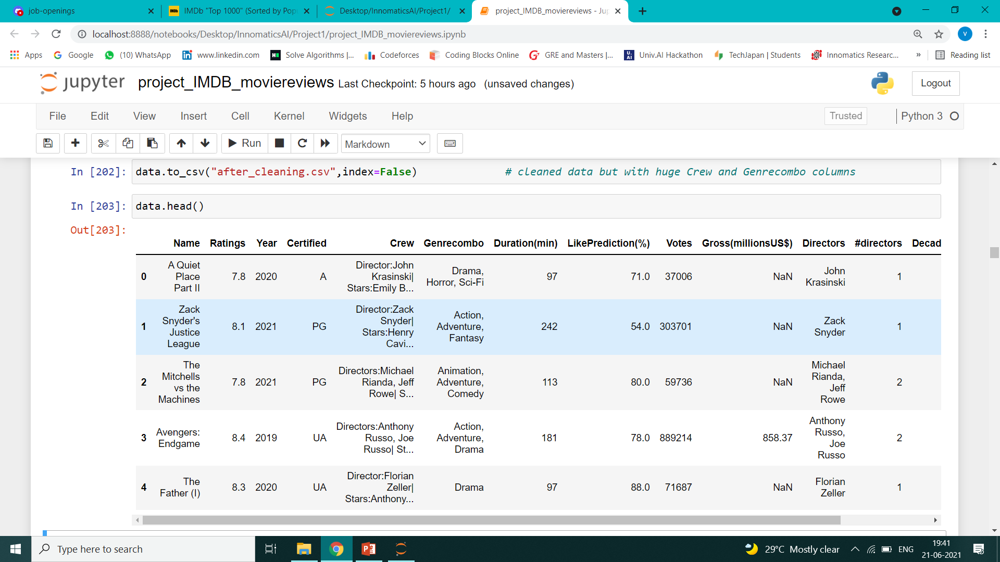 job-openings
IMDb "Top 1000" (Sorted by Pop
Desktop/InnomaticsAI/Project1/
project_IMDB_moviereviews - Jup
localhost:8888/notebooks/Desktop/InnomaticsAI/Project1/project_IMDB_moviereviews.ipynb
V
Apps Google (10) WhatsApp www.linkedin.com Solve Algorithms |... Codeforces Coding Blocks Online GRE and Masters |... Univ.AI Hackathon TechJapan | Students Innomatics Researc... » Reading list
jupyter project_IMDB_moviereviews Last Checkpoint: 5 hours ago (unsaved changes)
Logout
File Edit View Insert Cell Kernel Widgets Help
Trusted Python 3
Run Markdown
In [202]: data.to_csv("after_cleaning.csv",index=False) # cleaned data but with huge Crew and Genrecombo columns
In [203]: data.head()
Out[203]:
Name Ratings Year Certified Crew Genrecombo Duration(min) LikePrediction(%) Votes Gross(millionsUS$) Directors #directors Decad
0 A Quiet Place Part II 7.8 2020 A Director:John Krasinski| Stars:Emily B... Drama, Horror, Sci-Fi 97 71.0 37006 NaN John Krasinski 1
1 Zack Snyder's Justice League 8.1 2021 PG Director:Zack Snyder| Stars:Henry Cavi... Action, Adventure, Fantasy 242 54.0 303701 NaN Zack Snyder 1
2 The Mitchells vs the Machines 7.8 2021 PG Directors:Michael Rianda, Jeff Rowe| S... Animation, Adventure, Comedy 113 80.0 59736 NaN Michael Rianda, Jeff Rowe 2
3 Avengers: Endgame 8.4 2019 UA Directors:Anthony Russo, Joe Russo| St... Action, Adventure, Drama 181 78.0 889214 858.37 Anthony Russo, Joe Russo 2
4 The Father (I) 8.3 2020 UA Director:Florian Zeller| Stars:Anthony... Drama 97 88.0 71687 NaN Florian Zeller 1
Type here to search
29°C Mostly clear
ENG
19:41
21-06-2021